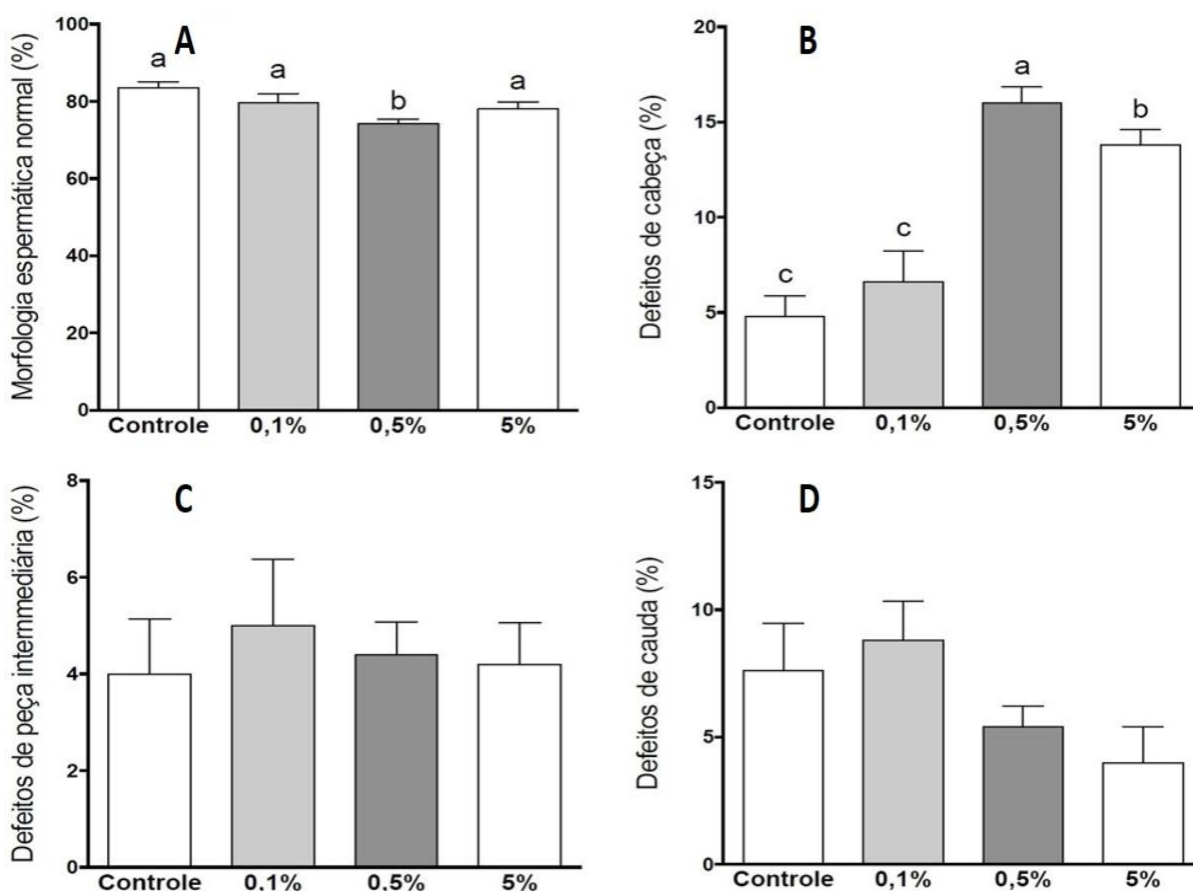 A
Morfologia espermática normal (%)
100
80
60
40
20
0
a
a
b
a
Controle 0,1% 0,5% 5%
B
Defeitos de cabeça (%)
20
15
10
5
0
c
c
a
b
Controle 0,1% 0,5% 5%
C
Defeitos de peça intermmediária (%)
8
6
4
2
0
Controle 0,1% 0,5% 5%
D
Defeitos de cauda (%)
15
10
5
0
Controle 0,1% 0,5% 5%